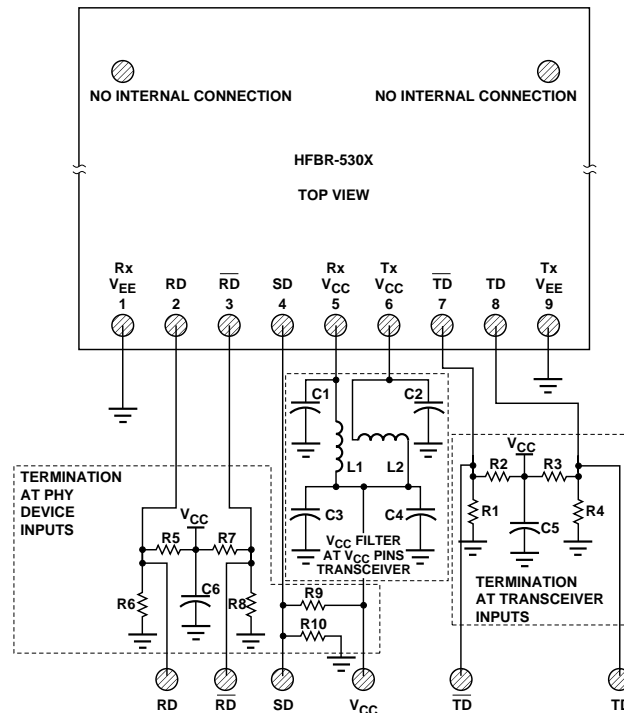 NO INTERNAL CONNECTION
NO INTERNAL CONNECTION
HFBR-530X
TOP VIEW
Rx
VEE
1
RD
2
R̅D̅
3
SD
4
Rx
VCC
5
Tx
VCC
6
T̅D̅
7
TD
8
Tx
VEE
9
C1
C2
L1
L2
C3
C4
VCC FILTER
AT VCC PINS
TRANSCEIVER
TERMINATION
AT PHY
DEVICE
INPUTS
VCC
R5
R7
C6
R6
R8
R9
R10
VCC
R2
R3
R1
R4
C5
TERMINATION
AT TRANSCEIVER
INPUTS
RD
R̅D̅
SD
VCC
T̅D̅
TD